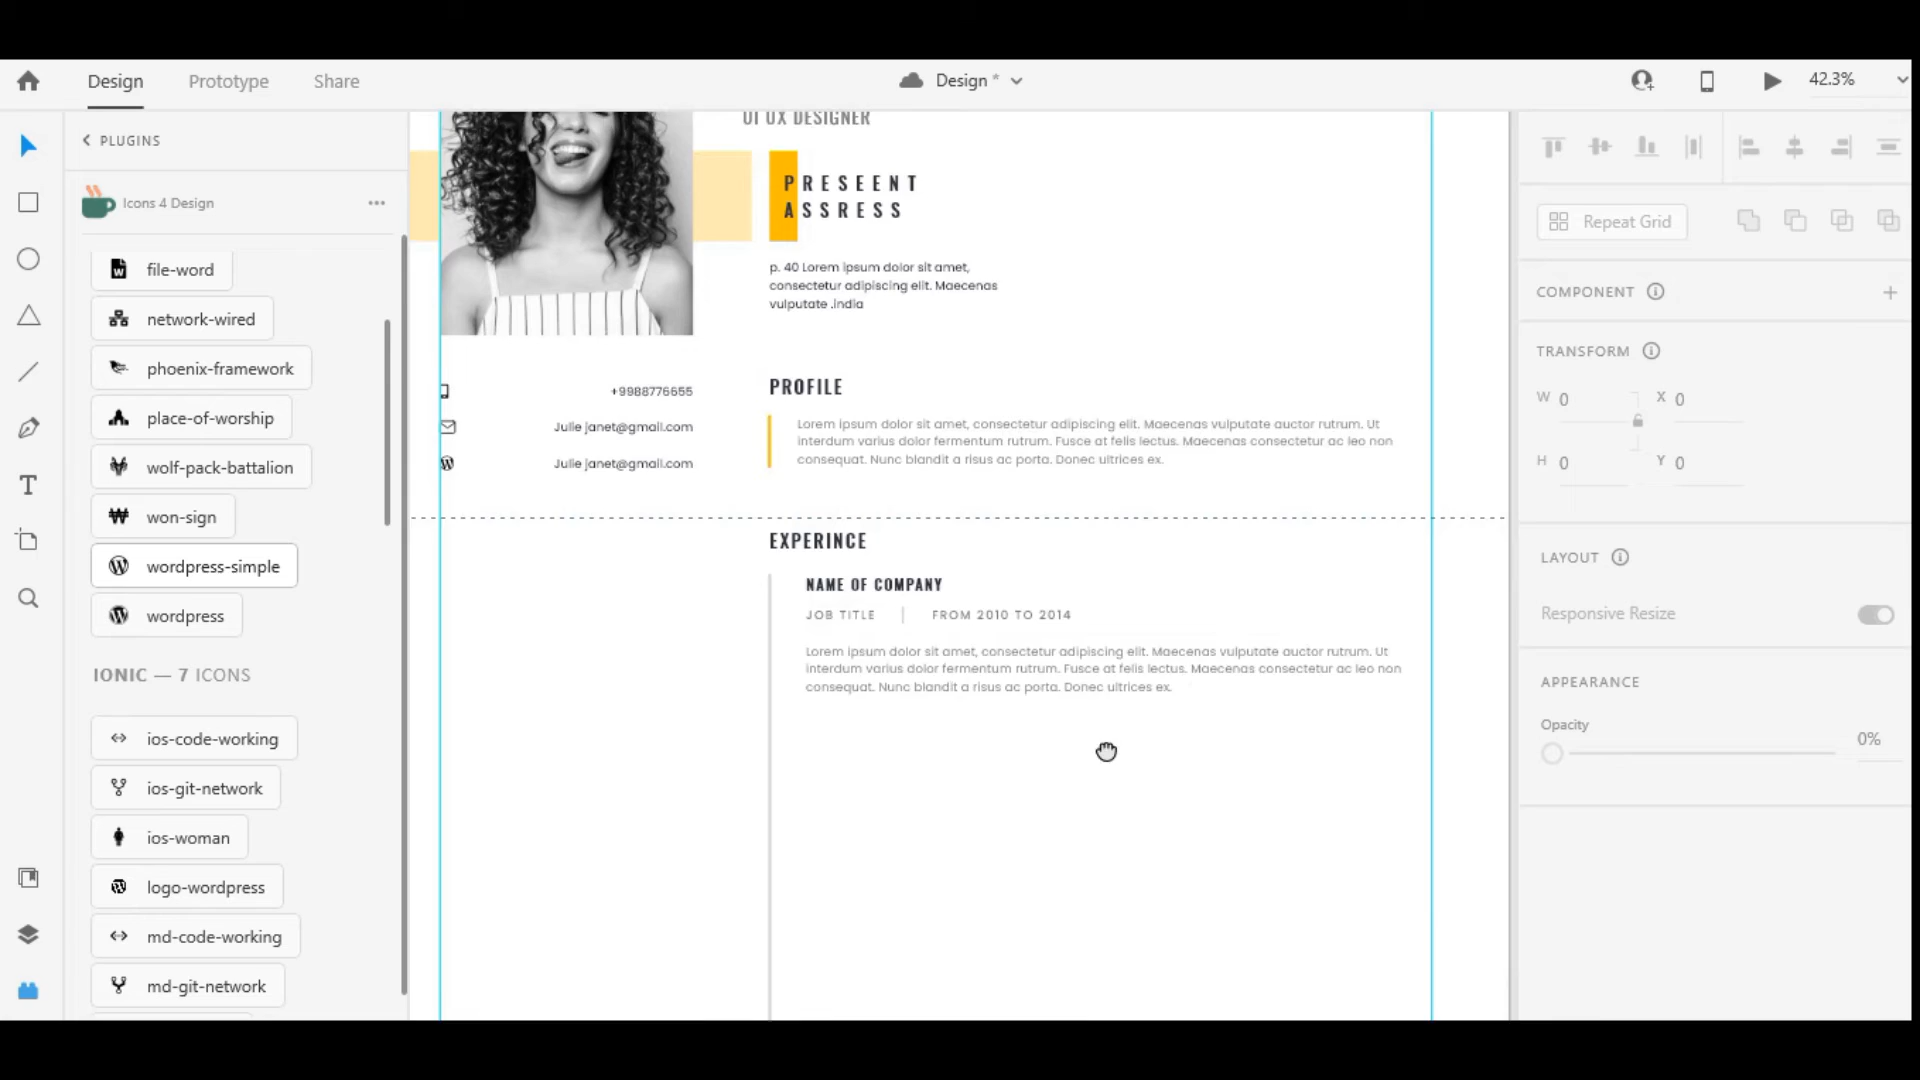 Design
Prototype
Share
Design *
42.3%
PLUGINS
Icons 4 Design
file-word
network-wired
phoenix-framework
place-of-worship
wolf-pack-battalion
won-sign
wordpress-simple
wordpress
IONIC — 7 ICONS
ios-code-working
ios-git-network
ios-woman
logo-wordpress
md-code-working
md-git-network
UI UX DESIGNER
PRESEENT
ASSRESS
p. 40 Lorem ipsum dolor sit amet,
consectetur adipiscing elit. Maecenas
vulputate .india
+9988776655
Julie janet@gmail.com
Julie janet@gmail.com
PROFILE
Lorem ipsum dolor sit amet, consectetur adipiscing elit. Maecenas vulputate auctor rutrum. Ut
interdum varius dolor fermentum rutrum. Fusce at felis lectus. Maecenas consectetur ac leo non
consequat. Nunc blandit a risus ac porta. Donec ultrices ex.
EXPERINCE
NAME OF COMPANY
JOB TITLE | FROM 2010 TO 2014
Lorem ipsum dolor sit amet, consectetur adipiscing elit. Maecenas vulputate auctor rutrum. Ut
interdum varius dolor fermentum rutrum. Fusce at felis lectus. Maecenas consectetur ac leo non
consequat. Nunc blandit a risus ac porta. Donec ultrices ex.
Repeat Grid
COMPONENT
TRANSFORM
W 0 X 0
H 0 Y 0
LAYOUT
Responsive Resize
APPEARANCE
Opacity
0%